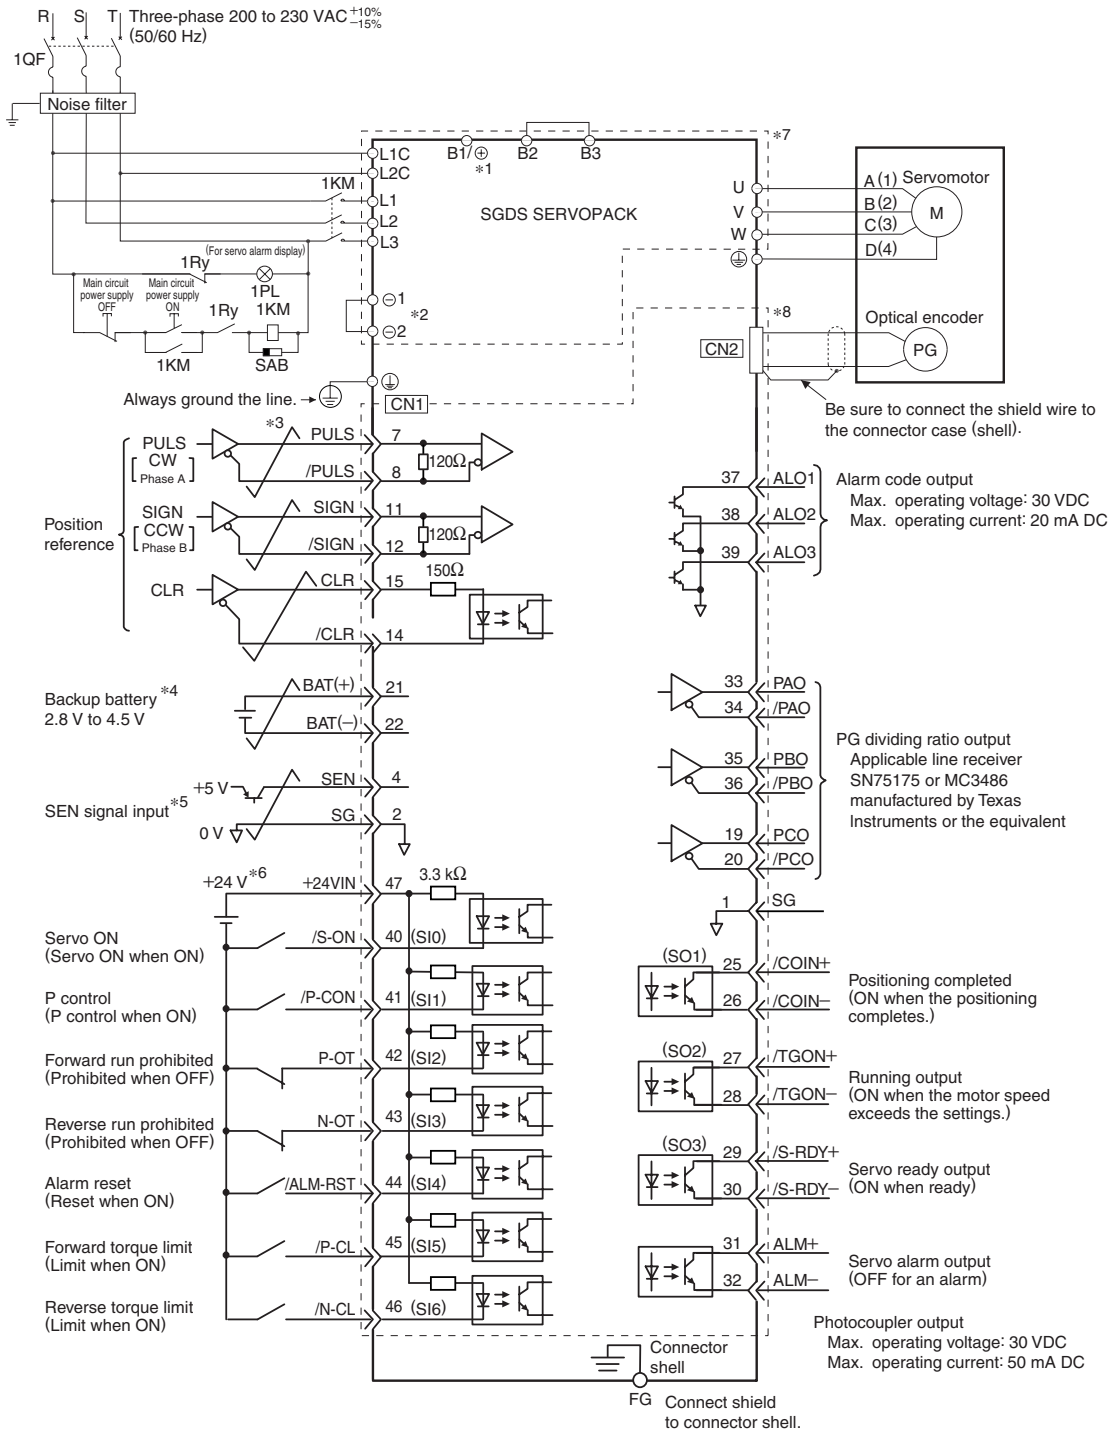 R S T Three-phase 200 to 230 VAC +10% −15%
(50/60 Hz)
1QF
Noise filter
*7
B1/⊕ B2 B3
*1
L1C
L2C
1KM
L1
L2
L3
SGDS SERVOPACK
U
V
W
A(1) Servomotor
B(2)
C(3)
D(4)
M
(For servo alarm display)
1Ry
1PL
Main circuit
power supply
OFF
Main circuit
power supply
ON
1Ry
1KM
1KM
SAB
⊖1
*2
⊖2
*8
CN2
Optical encoder
PG
Always ground the line.
CN1
Be sure to connect the shield wire to
the connector case (shell).
Position
reference
*3
PULS
CW
Phase A
PULS 7
120Ω
/PULS 8
SIGN
CCW
Phase B
SIGN 11
120Ω
/SIGN 12
CLR
CLR 15
150Ω
/CLR 14
37 ALO1
38 ALO2
39 ALO3
Alarm code output
Max. operating voltage: 30 VDC
Max. operating current: 20 mA DC
Backup battery *4
2.8 V to 4.5 V
BAT(+) 21
BAT(−) 22
33 PAO
34 /PAO
35 PBO
36 /PBO
19 PCO
20 /PCO
PG dividing ratio output
Applicable line receiver
SN75175 or MC3486
manufactured by Texas
Instruments or the equivalent
SEN signal input *5
+5 V
SEN 4
0 V
SG 2
1 SG
+24 V *6
+24VIN 47
3.3 kΩ
Servo ON
(Servo ON when ON)
/S-ON 40 (SI0)
P control
(P control when ON)
/P-CON 41 (SI1)
Forward run prohibited
(Prohibited when OFF)
P-OT 42 (SI2)
Reverse run prohibited
(Prohibited when OFF)
N-OT 43 (SI3)
Alarm reset
(Reset when ON)
/ALM-RST 44 (SI4)
Forward torque limit
(Limit when ON)
/P-CL 45 (SI5)
Reverse torque limit
(Limit when ON)
/N-CL 46 (SI6)
(SO1)
25 /COIN+
26 /COIN−
Positioning completed
(ON when the positioning
completes.)
(SO2)
27 /TGON+
28 /TGON−
Running output
(ON when the motor speed
exceeds the settings.)
(SO3)
29 /S-RDY+
30 /S-RDY−
Servo ready output
(ON when ready)
31 ALM+
32 ALM−
Servo alarm output
(OFF for an alarm)
Photocoupler output
Max. operating voltage: 30 VDC
Max. operating current: 50 mA DC
Connector
shell
FG
Connect shield
to connector shell.